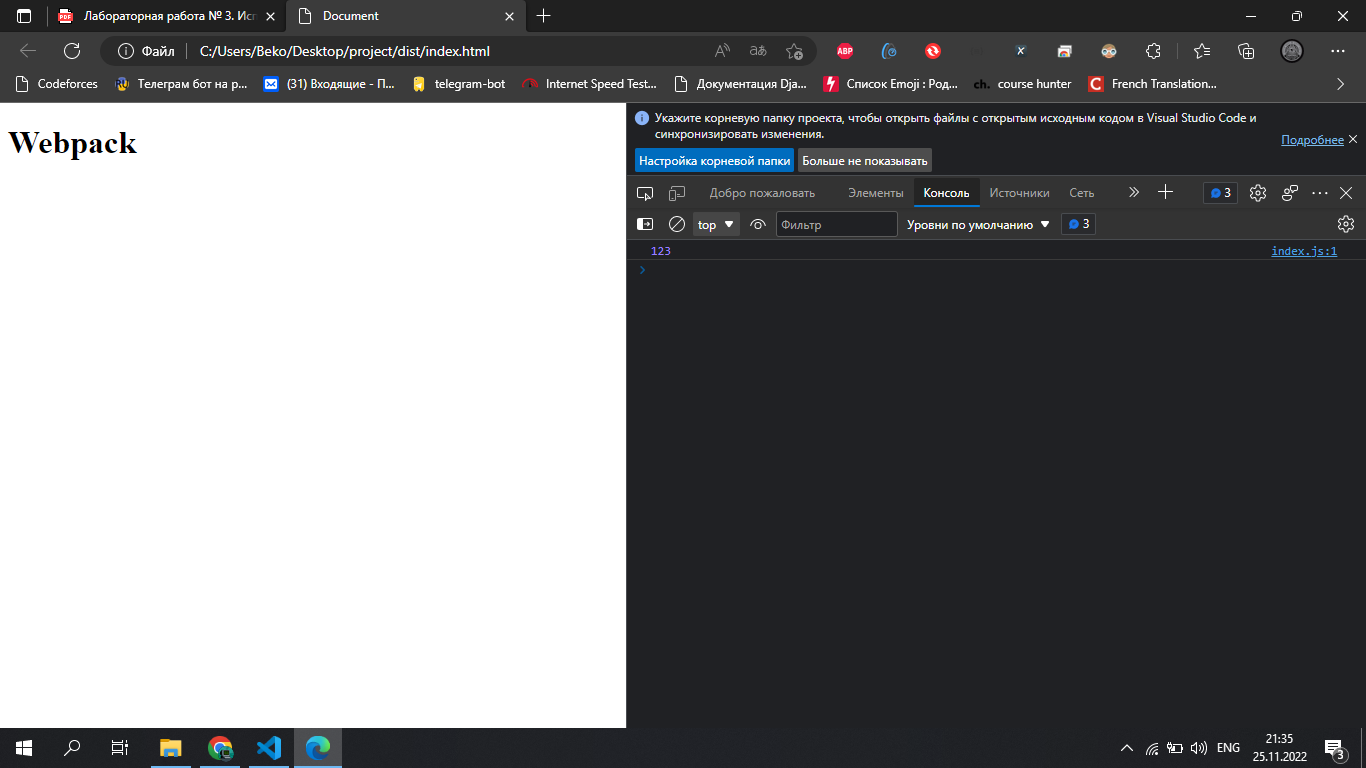 Лабораторная работа № 3. Исп
Document
Файл
C:/Users/Beko/Desktop/project/dist/index.html
ABP
Codeforces
Телеграм бот на р...
(31) Входящие - П...
telegram-bot
Internet Speed Test...
Документация Dja...
Список Emoji : Род...
ch. course hunter
French Translation...
Webpack
Укажите корневую папку проекта, чтобы открыть файлы с открытым исходным кодом в Visual Studio Code и
синхронизировать изменения.
Подробнее
Настройка корневой папки
Больше не показывать
Добро пожаловать
Элементы
Консоль
Источники
Сеть
3
top
Фильтр
Уровни по умолчанию
3
123
index.js:1
ENG
21:35
25.11.2022
3